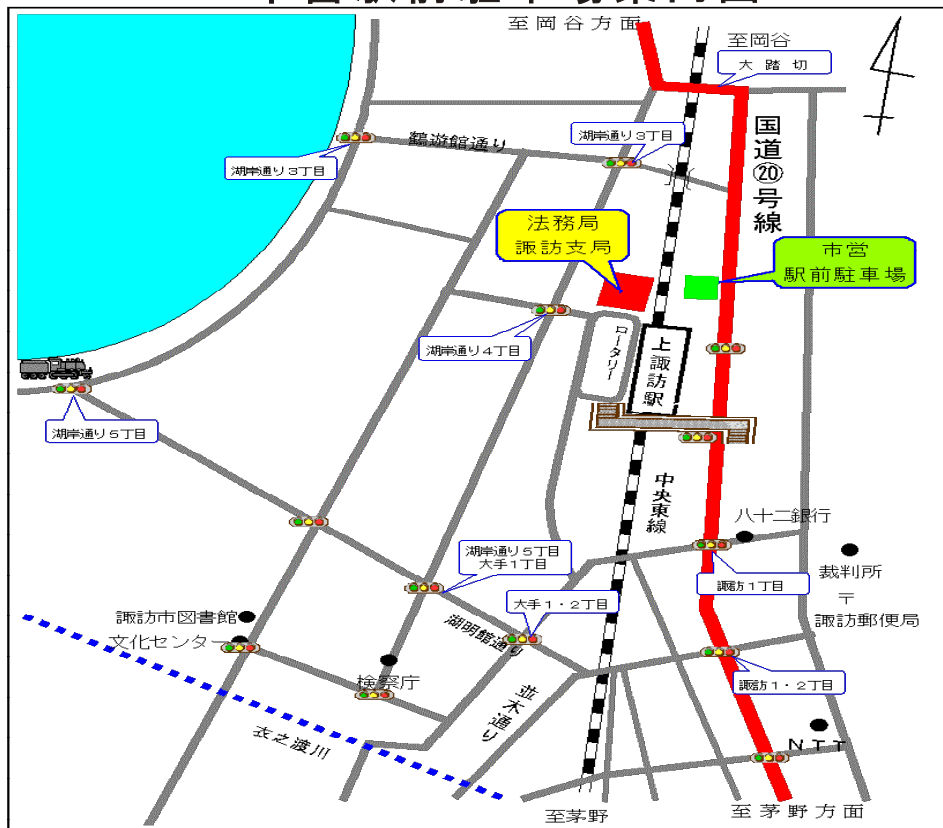 至岡谷方面
至岡谷
大踏切
国道⑳号線
湖岸通り3丁目
鶴遊館通り
湖岸通り3丁目
法務局
諏訪支局
市営
駅前駐車場
湖岸通り4丁目
ロータリー
上諏訪駅
湖岸通り5丁目
中央東線
八十二銀行
裁判所
〒
諏訪郵便局
諏訪1丁目
湖岸通り5丁目
大手1丁目
大手1・2丁目
湖明館通り
諏訪市図書館
文化センター
検察庁
並木通り
諏訪1・2丁目
衣之渡川
NTT
至茅野
至茅野方面